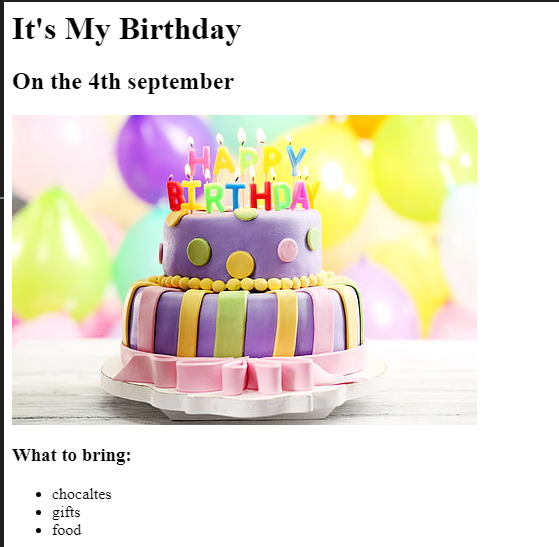 It's My Birthday
On the 4th september
HAPPY
BIRTHDAY
What to bring:
chocaltes
gifts
food